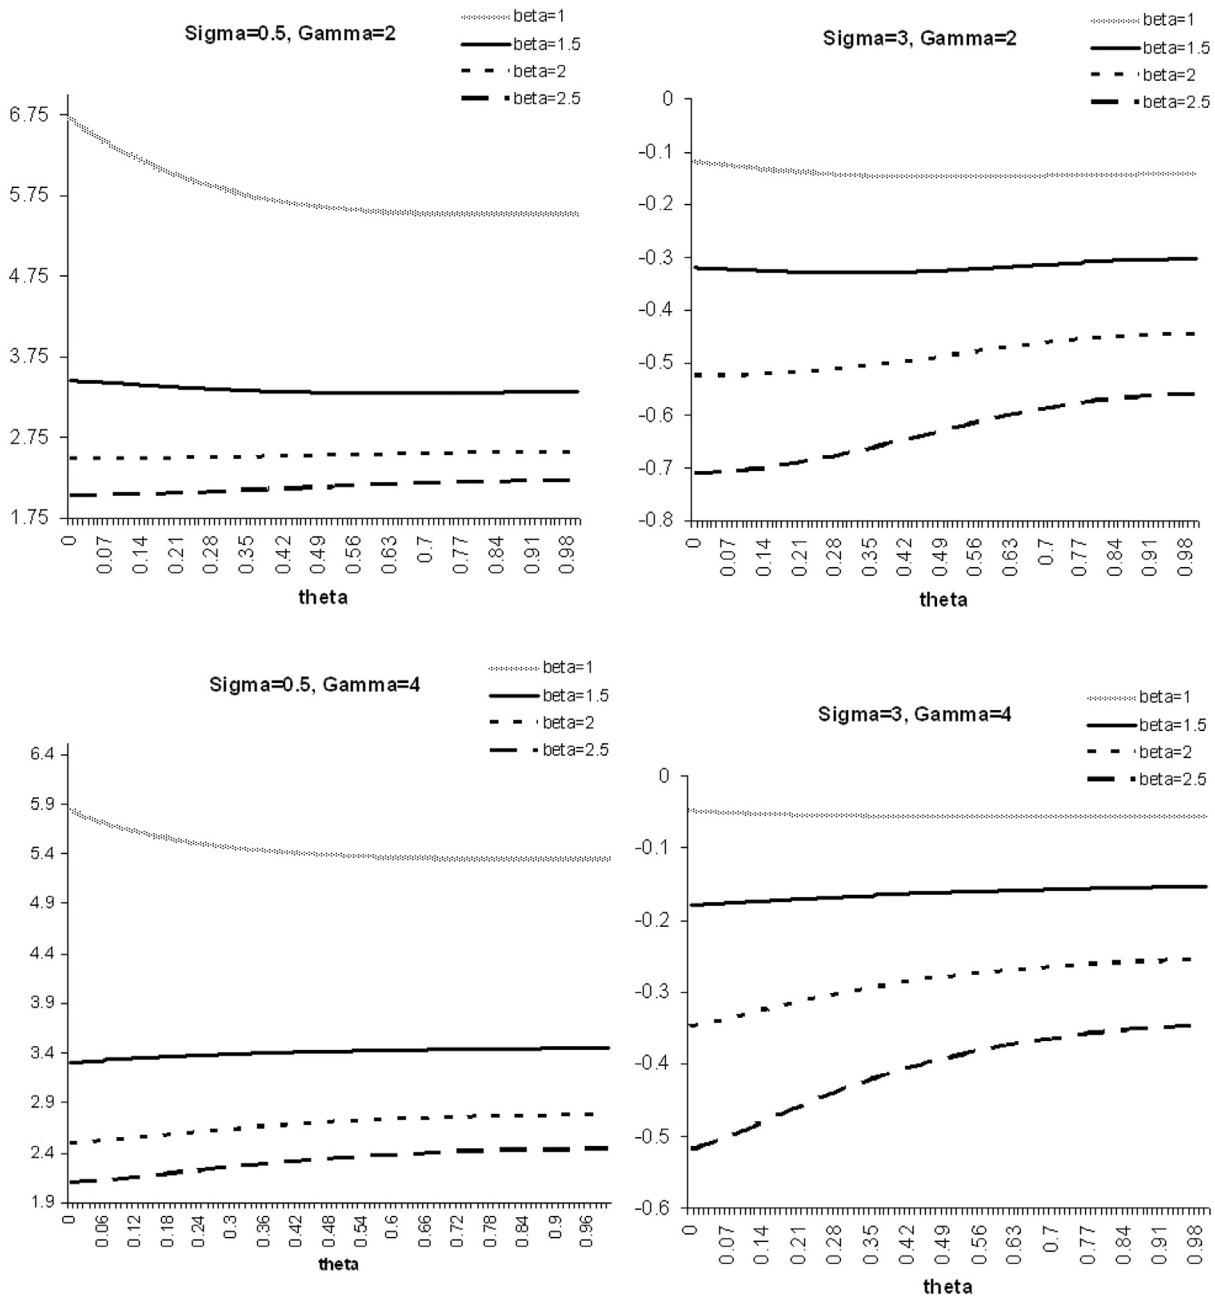 Sigma=0.5, Gamma=2
beta=1
beta=1.5
beta=2
beta=2.5
6.75
5.75
4.75
3.75
2.75
1.75
0 0.07 0.14 0.21 0.28 0.35 0.42 0.49 0.56 0.63 0.7 0.77 0.84 0.91 0.98
theta
Sigma=3, Gamma=2
beta=1
beta=1.5
beta=2
beta=2.5
0
-0.1
-0.2
-0.3
-0.4
-0.5
-0.6
-0.7
-0.8
0 0.07 0.14 0.21 0.28 0.35 0.42 0.49 0.56 0.63 0.7 0.77 0.84 0.91 0.98
theta
Sigma=0.5, Gamma=4
beta=1
beta=1.5
beta=2
beta=2.5
6.4
5.9
5.4
4.9
4.4
3.9
3.4
2.9
2.4
1.9
0 0.06 0.12 0.18 0.24 0.3 0.36 0.42 0.48 0.54 0.6 0.66 0.72 0.78 0.84 0.9 0.96
theta
Sigma=3, Gamma=4
beta=1
beta=1.5
beta=2
beta=2.5
0
-0.1
-0.2
-0.3
-0.4
-0.5
-0.6
0 0.07 0.14 0.21 0.28 0.35 0.42 0.49 0.56 0.63 0.7 0.77 0.84 0.91 0.98
theta